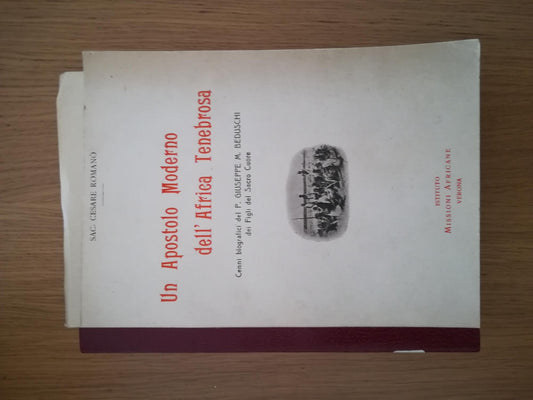 SAC. CESARE ROMANO
Un Apostolo Moderno
dell'Africa Tenebrosa
Cenni biografici del P. GIUSEPPE M. BEDUSCHI
dei Figli del Sacro Cuore
ISTITUTO
MISSIONI AFRICANE
VERONA